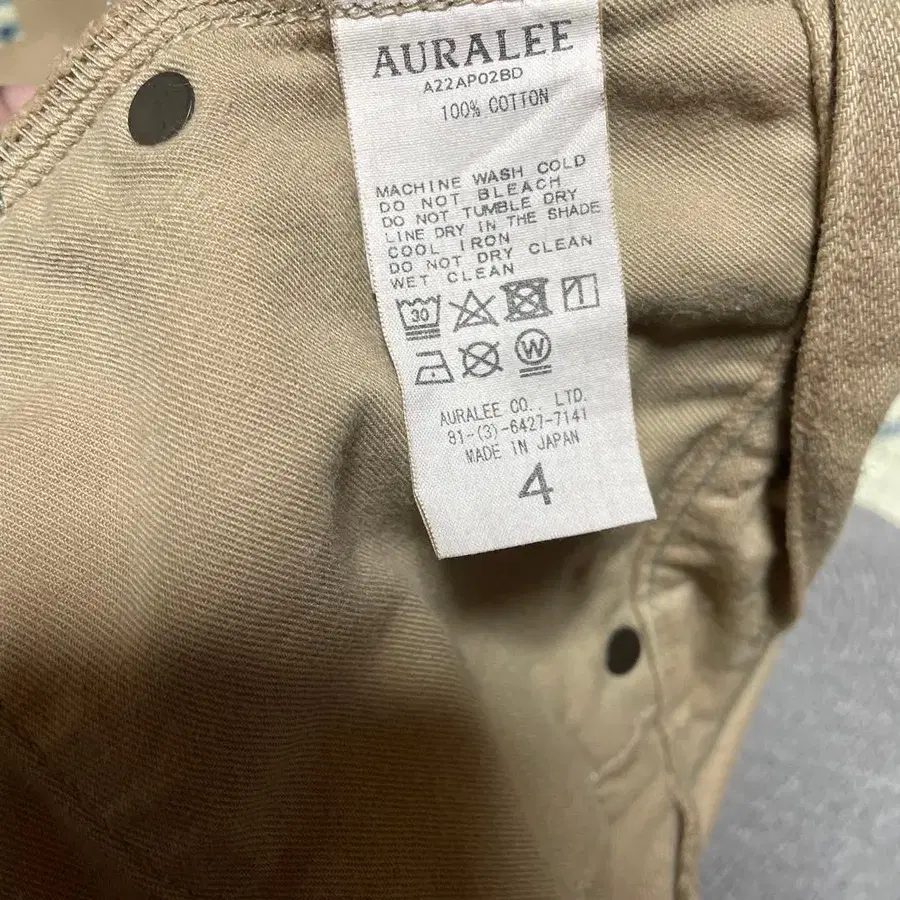 AURALEE
A22AP02BD
100% COTTON
MACHINE WASH COLD
DO NOT BLEACH
DO NOT TUMBLE DRY
LINE DRY IN THE SHADE
COOL IRON
DO NOT DRY CLEAN
WET CLEAN
30
W
AURALEE CO., LTD.
81-(3)-6427-7141
MADE IN JAPAN
4